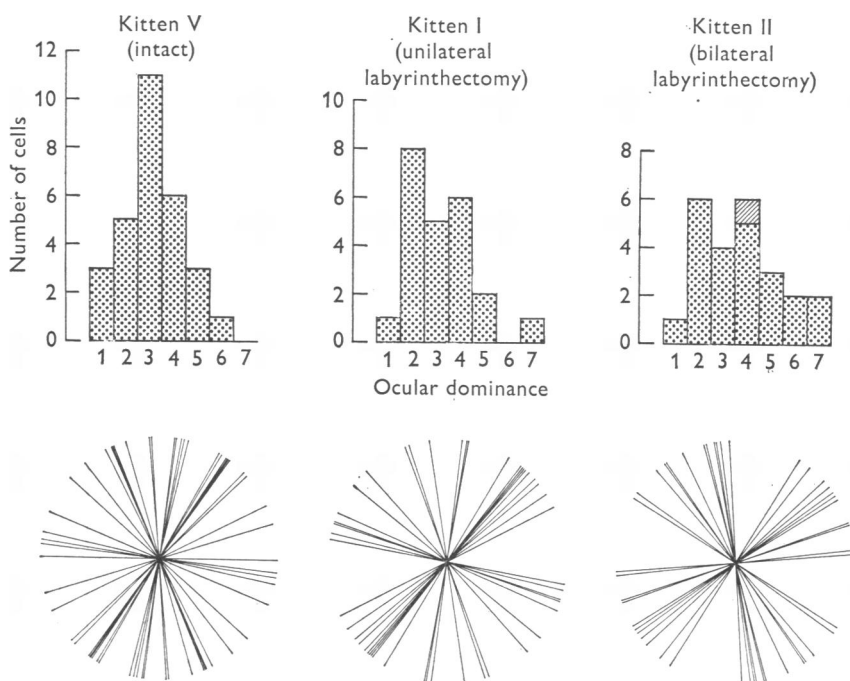 Kitten V
(intact)
Kitten I
(unilateral
labyrinthectomy)
Kitten II
(bilateral
labyrinthectomy)
Number of cells
12
10
8
6
4
2
0
1 2 3 4 5 6 7
10
8
6
4
2
0
1 2 3 4 5 6 7
8
6
4
2
0
1 2 3 4 5 6 7
Ocular dominance